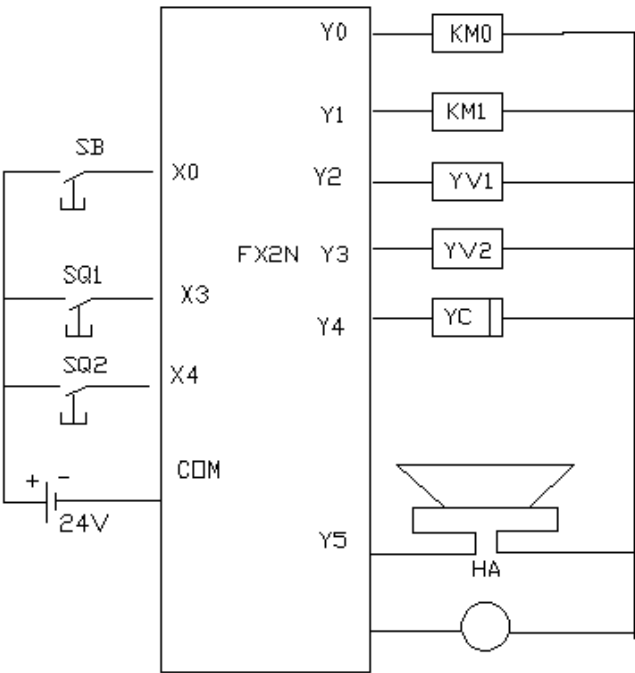 Y0 KM0
Y1 KM1
SB
X0 Y2 YV1
FX2N Y3 YV2
SQ1
X3 Y4 YC
SQ2
X4
COM
+ -
24V
Y5
HA